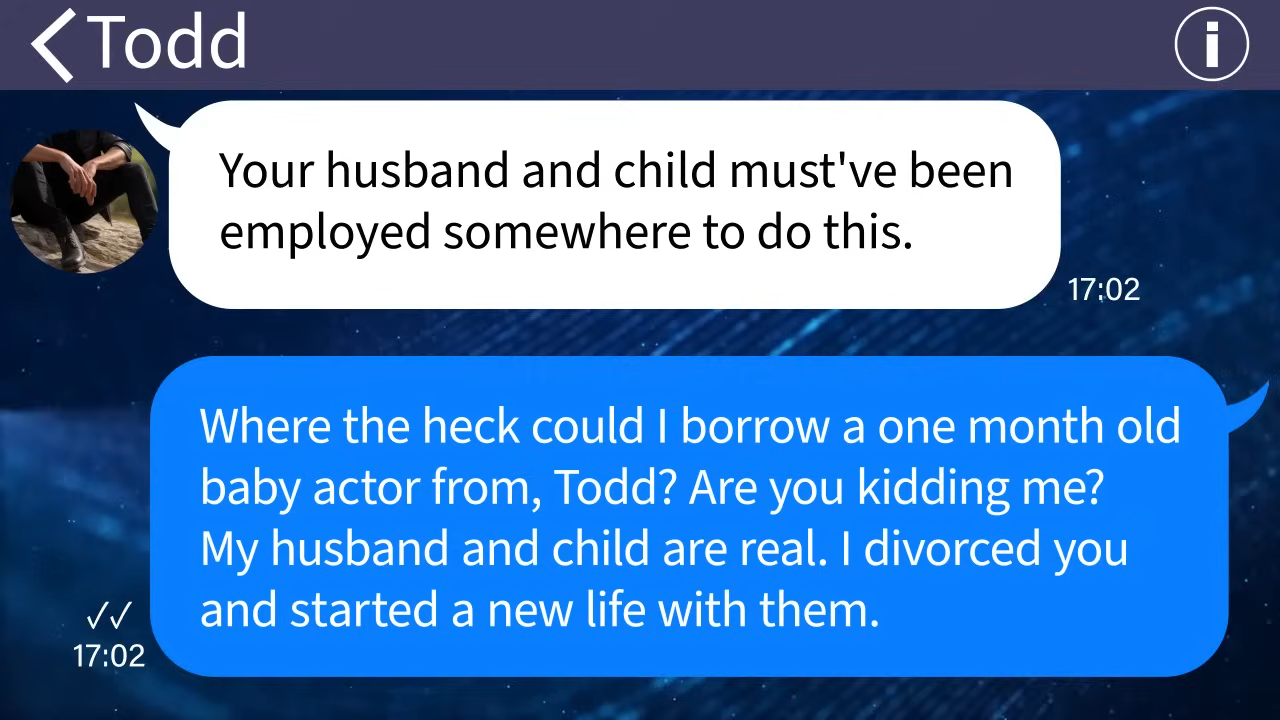 Todd
Your husband and child must've been
employed somewhere to do this.
17:02
Where the heck could I borrow a one month old
baby actor from, Todd? Are you kidding me?
My husband and child are real. I divorced you
and started a new life with them.
17:02